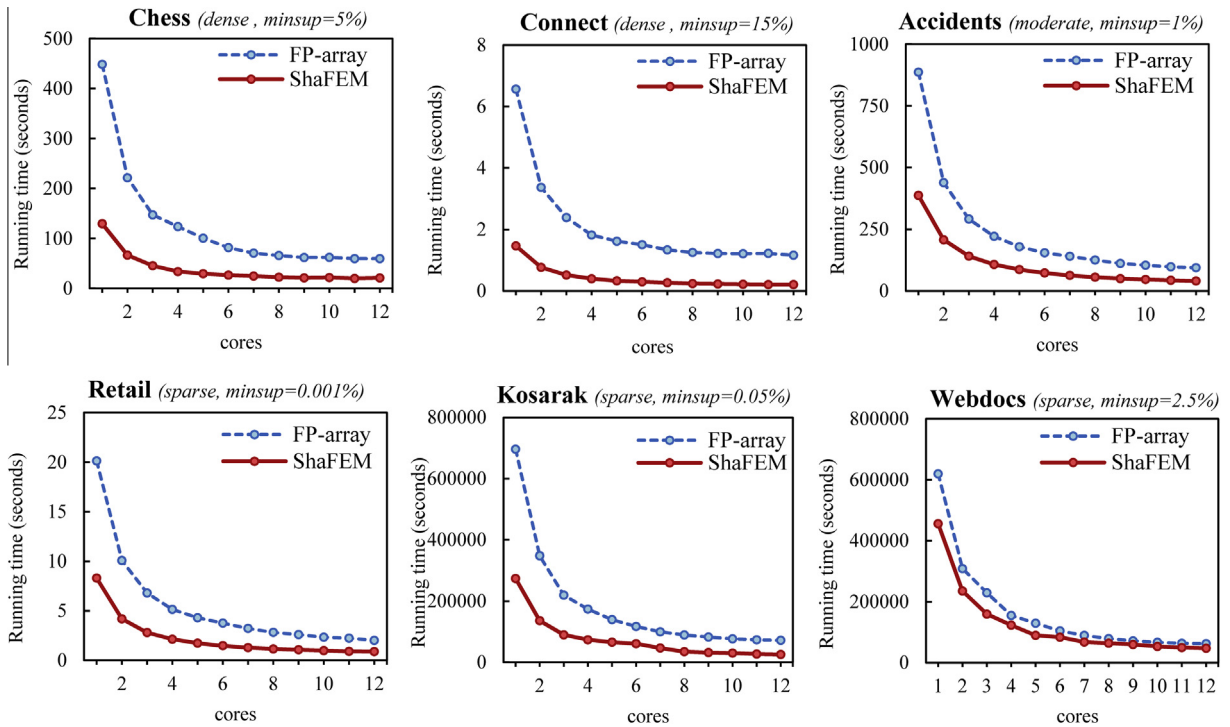 Chess (dense , minsup=5%)
Running time (seconds)
500
400
300
200
100
0
FP-array
ShaFEM
2 4 6 8 10 12
cores
Connect (dense , minsup=15%)
Running time (seconds)
8
6
4
2
0
FP-array
ShaFEM
2 4 6 8 10 12
cores
Accidents (moderate, minsup=1%)
Running time (seconds)
1000
750
500
250
0
FP-array
ShaFEM
2 4 6 8 10 12
cores
Retail (sparse, minsup=0.001%)
Running time (seconds)
25
20
15
10
5
0
FP-array
ShaFEM
2 4 6 8 10 12
cores
Kosarak (sparse, minsup=0.05%)
Running time (seconds)
800000
600000
400000
200000
0
FP-array
ShaFEM
2 4 6 8 10 12
cores
Webdocs (sparse, minsup=2.5%)
Running time (seconds)
800000
600000
400000
200000
0
FP-array
ShaFEM
1 2 3 4 5 6 7 8 9 10 11 12
cores